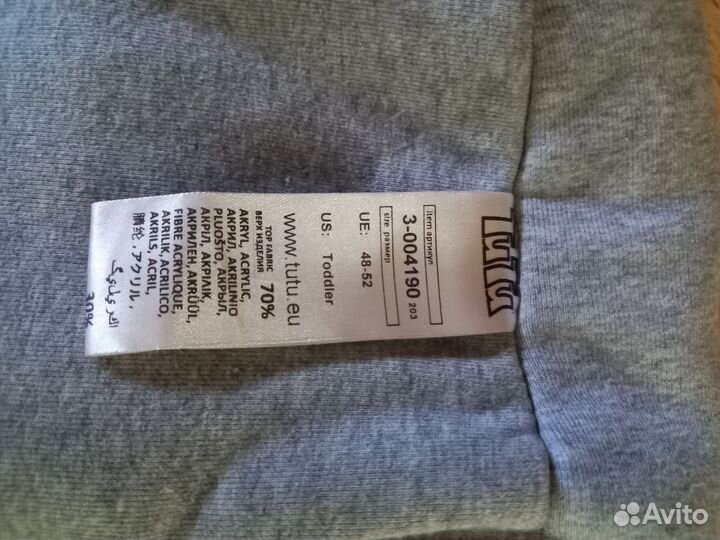 TuTu
item артикул
3-004190 203
size размер
UE: 48-52
US: Toddler
www.tutu.eu
TOP FABRIC
ВЕРХ ИЗДЕЛИЯ 70%
AKRYL, ACRYLIC,
АКРИЛ, AKRILINIO
PLUOŠTO, АКРЫЛ,
АКРИЛ, АКРІЛІК,
АКРИЛЕН, AKRÜÜL,
FIBRE ACRYLIQUE,
AKRILIK, ACRILICO,
AKRILS, ACRIL,
腈纶, アクリル,
30%
Avito